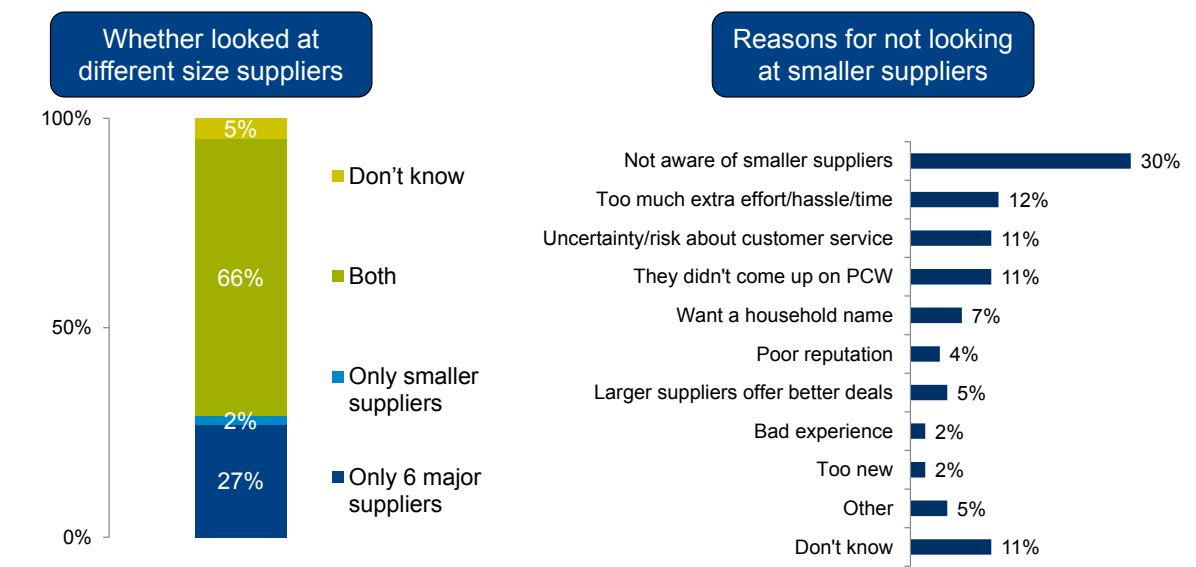 Whether looked at
different size suppliers
100%
50%
0%
5%
66%
2%
27%
Don't know
Both
Only smaller
suppliers
Only 6 major
suppliers
Reasons for not looking
at smaller suppliers
Not aware of smaller suppliers 30%
Too much extra effort/hassle/time 12%
Uncertainty/risk about customer service 11%
They didn't come up on PCW 11%
Want a household name 7%
Poor reputation 4%
Larger suppliers offer better deals 5%
Bad experience 2%
Too new 2%
Other 5%
Don't know 11%